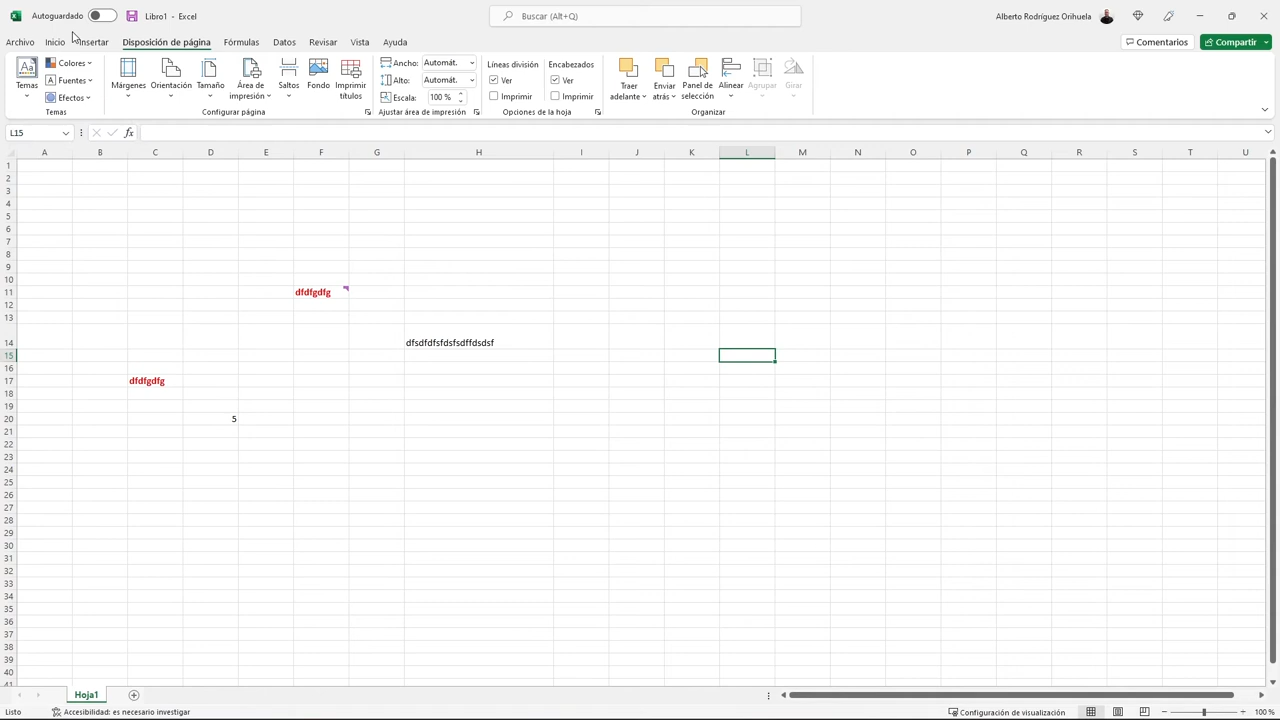 Autoguardado Libro1 - Excel Buscar (Alt+Q) Alberto Rodríguez Orihuela
Archivo Inicio Insertar Disposición de página Fórmulas Datos Revisar Vista Ayuda Comentarios Compartir
Temas
Colores
Fuentes
Efectos
Temas
Márgenes
Orientación
Tamaño
Área de impresión
Saltos
Fondo
Imprimir títulos
Configurar página
Ancho: Automát.
Alto: Automát.
Escala: 100 %
Ajustar área de impresión
Líneas división
Ver
Imprimir
Encabezados
Ver
Imprimir
Opciones de la hoja
Traer adelante
Enviar atrás
Panel de selección
Alinear
Agrupar
Girar
Organizar
L15 fx
A B C D E F G H I J K L M N O P Q R S T U
1
2
3
4
5
6
7
8
9
10
11 dfdfgdfg
12
13
14 dfsdfdfsfdsfsdffdsdsf
15
16
17 dfdfgdfg
18
19
20 5
21
22
23
24
25
26
27
28
29
30
31
32
33
34
35
36
37
38
39
40
41
Hoja1
Listo Accesibilidad: es necesario investigar Configuración de visualización 100 %